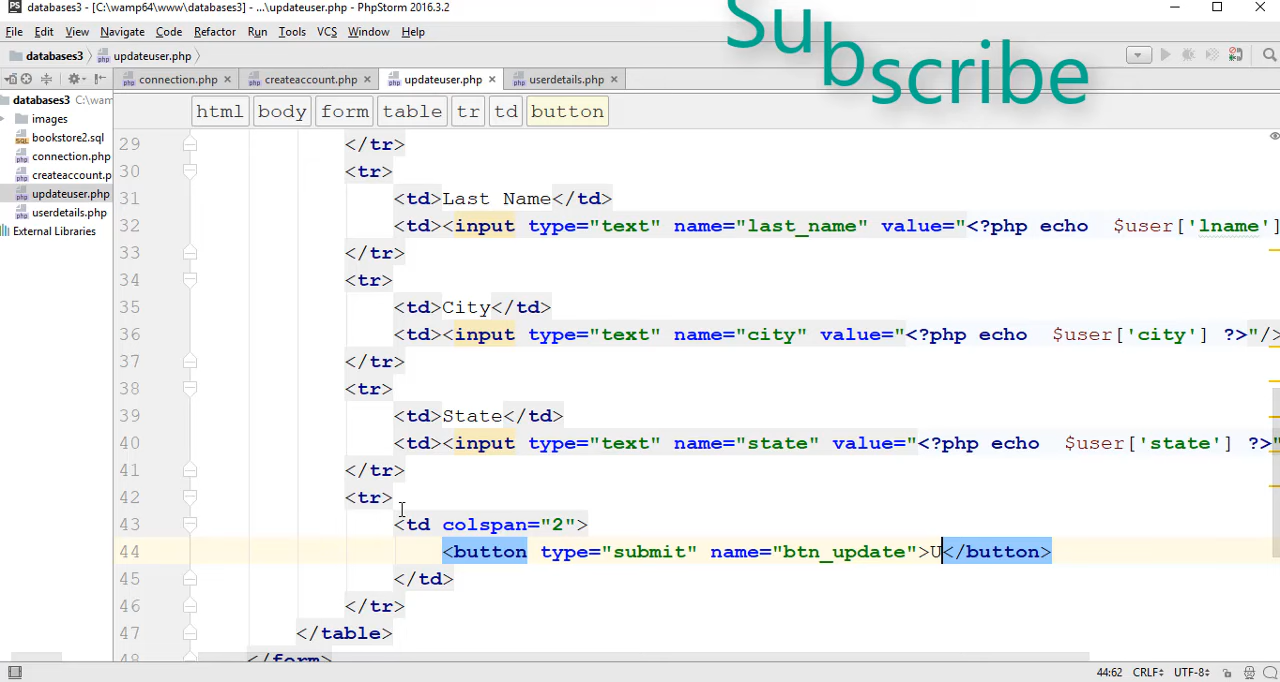 databases3 - [C:\wamp64\www\databases3] - ...\updateuser.php - PhpStorm 2016.3.2
File Edit View Navigate Code Refactor Run Tools VCS Window Help
Subscribe
databases3 updateuser.php
connection.php createaccount.php updateuser.php userdetails.php
databases3 C:\wam
images
bookstore2.sql
connection.php
createaccount.p
updateuser.php
userdetails.php
External Libraries
html body form table tr td button
29 </tr>
30 <tr>
31 <td>Last Name</td>
32 <td><input type="text" name="last_name" value="<?php echo $user['lname']
33 </tr>
34 <tr>
35 <td>City</td>
36 <td><input type="text" name="city" value="<?php echo $user['city'] ?>"/>
37 </tr>
38 <tr>
39 <td>State</td>
40 <td><input type="text" name="state" value="<?php echo $user['state'] ?>"
41 </tr>
42 <tr>
43 <td colspan="2">
44 <button type="submit" name="btn_update">U</button>
45 </td>
46 </tr>
47 </table>
48 </form>
44:62 CRLF UTF-8